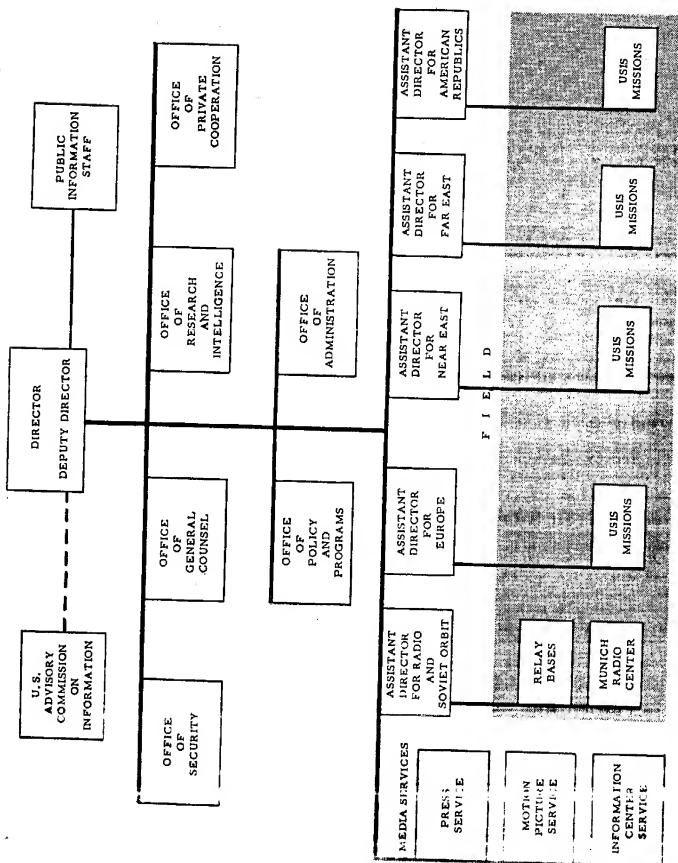 U. S.
ADVISORY
COMMISSION
ON
INFORMATION
DIRECTOR
DEPUTY DIRECTOR
PUBLIC
INFORMATION
STAFF
OFFICE
OF
SECURITY
OFFICE
OF
GENERAL
COUNSEL
OFFICE
OF
RESEARCH
AND
INTELLIGENCE
OFFICE
OF
PRIVATE
COOPERATION
OFFICE
OF
POLICY
AND
PROGRAMS
OFFICE
OF
ADMINISTRATION
MEDIA SERVICES
PRESS
SERVICE
MOTION
PICTURE
SERVICE
INFORMATION
CENTER
SERVICE
ASSISTANT
DIRECTOR
FOR RADIO
AND
SOVIET ORBIT
ASSISTANT
DIRECTOR
FOR
EUROPE
ASSISTANT
DIRECTOR
FOR
NEAR EAST
ASSISTANT
DIRECTOR
FOR
FAR EAST
ASSISTANT
DIRECTOR
FOR
AMERICAN
REPUBLICS
F I E L D
RELAY
BASES
MUNICH
RADIO
CENTER
USIS
MISSIONS
USIS
MISSIONS
USIS
MISSIONS
USIS
MISSIONS